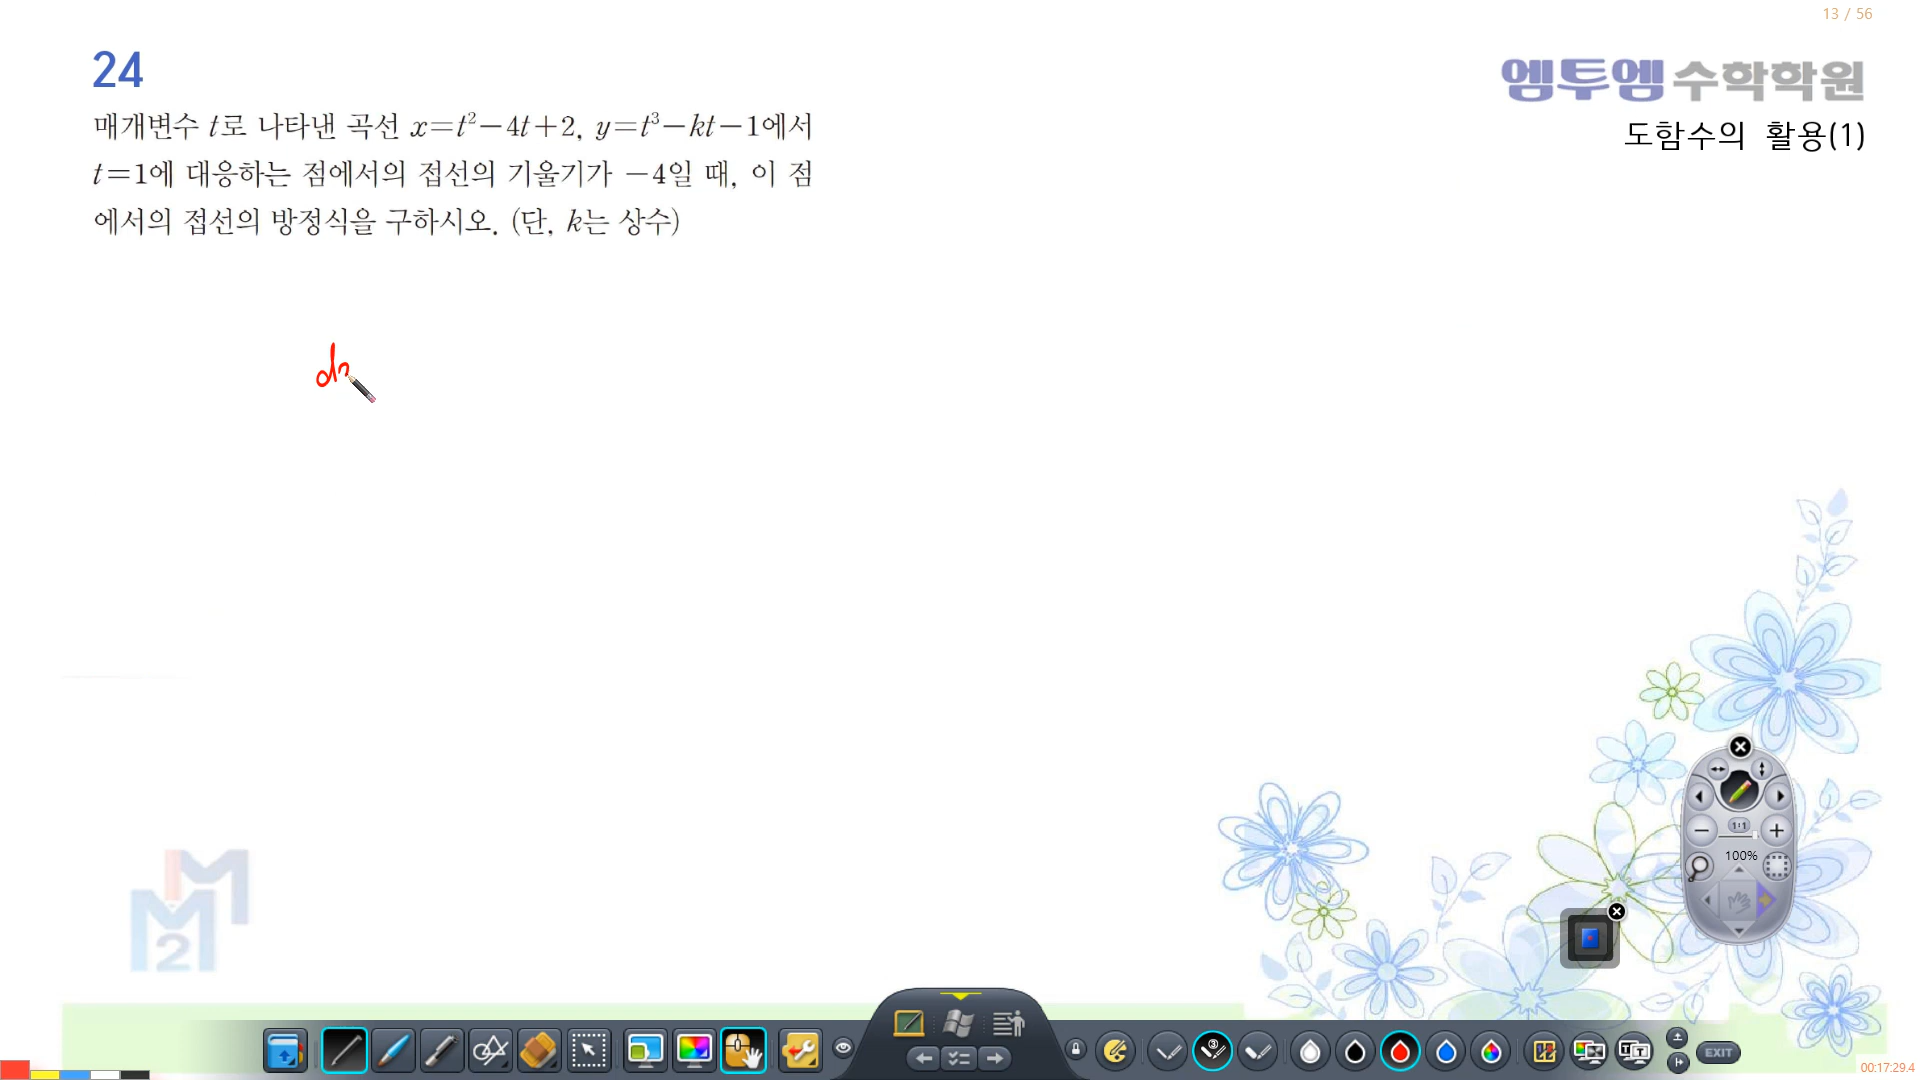 13 / 56
24
엠투엠수학학원
도함수의 활용(1)
매개변수 t로 나타낸 곡선 x=t²-4t+2, y=t³-kt-1에서
t=1에 대응하는 점에서의 접선의 기울기가 -4일 때, 이 점
에서의 접선의 방정식을 구하시오. (단, k는 상수)
1:1
100%
MM2
EXIT
00:17:29.4